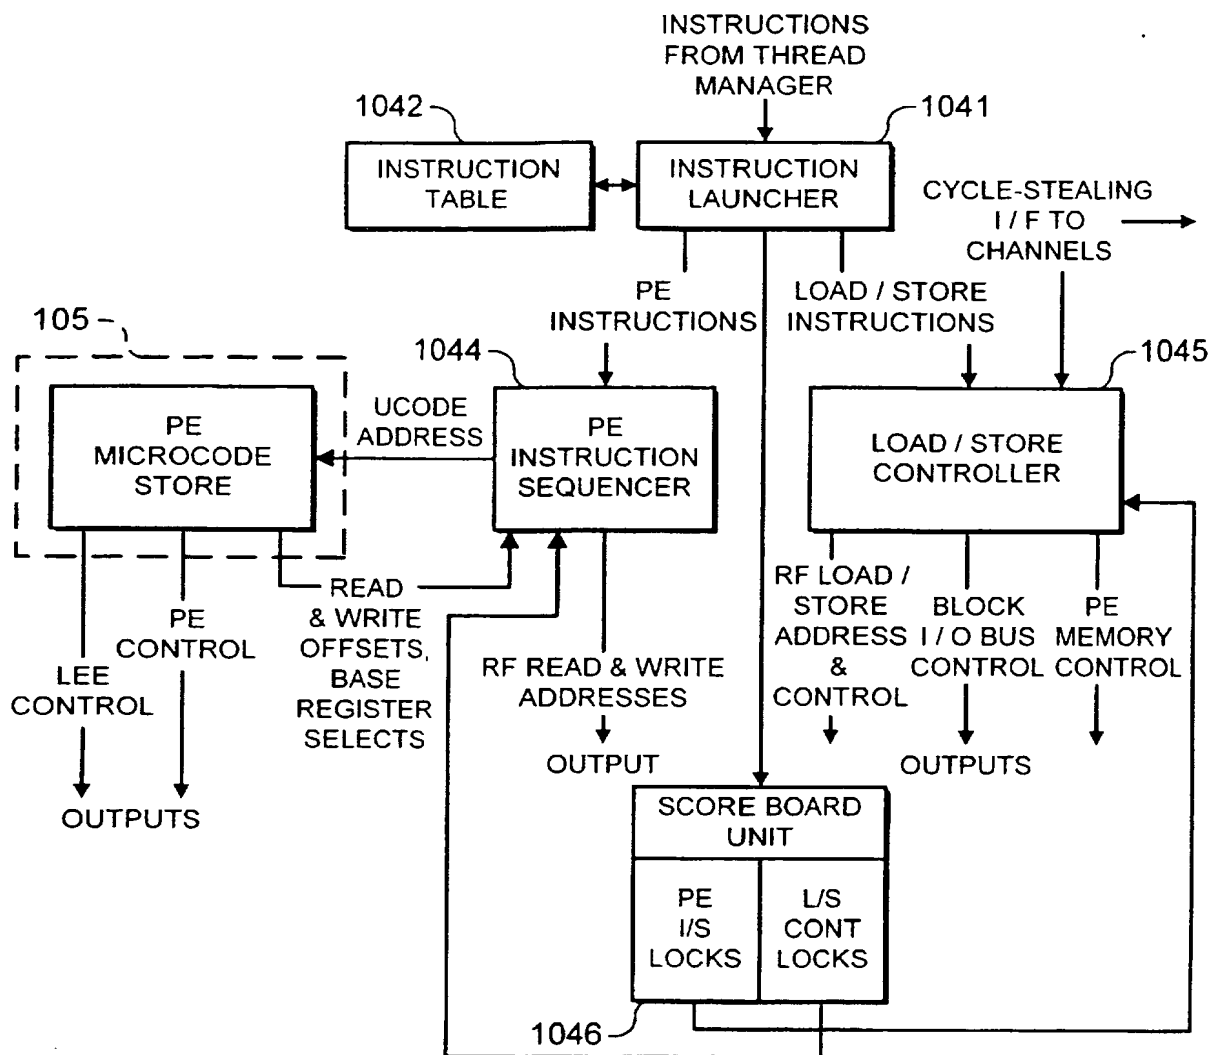 INSTRUCTIONS
FROM THREAD
MANAGER
1042
1041
INSTRUCTION
TABLE
INSTRUCTION
LAUNCHER
CYCLE-STEALING
I / F TO
CHANNELS
PE
INSTRUCTIONS
LOAD / STORE
INSTRUCTIONS
105
1044
1045
PE
MICROCODE
STORE
UCODE
ADDRESS
PE
INSTRUCTION
SEQUENCER
LOAD / STORE
CONTROLLER
LEE
CONTROL
PE
CONTROL
READ
& WRITE
OFFSETS,
BASE
REGISTER
SELECTS
RF READ & WRITE
ADDRESSES
RF LOAD /
STORE
ADDRESS
&
CONTROL
BLOCK
I / O BUS
CONTROL
PE
MEMORY
CONTROL
OUTPUTS
OUTPUT
OUTPUTS
SCORE BOARD
UNIT
PE
I/S
LOCKS
L/S
CONT
LOCKS
1046